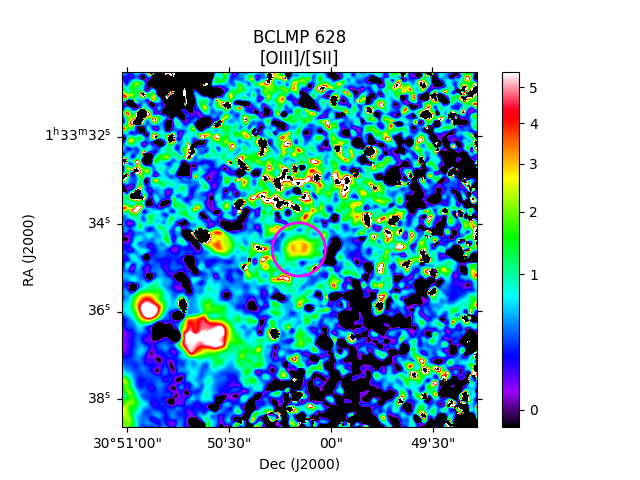 BCLMP 628
[OIII]/[SII]
1ʰ33ᵐ32ˢ
34ˢ
36ˢ
38ˢ
RA (J2000)
30°51'00"
50'30"
00"
49'30"
Dec (J2000)
5
4
3
2
1
0